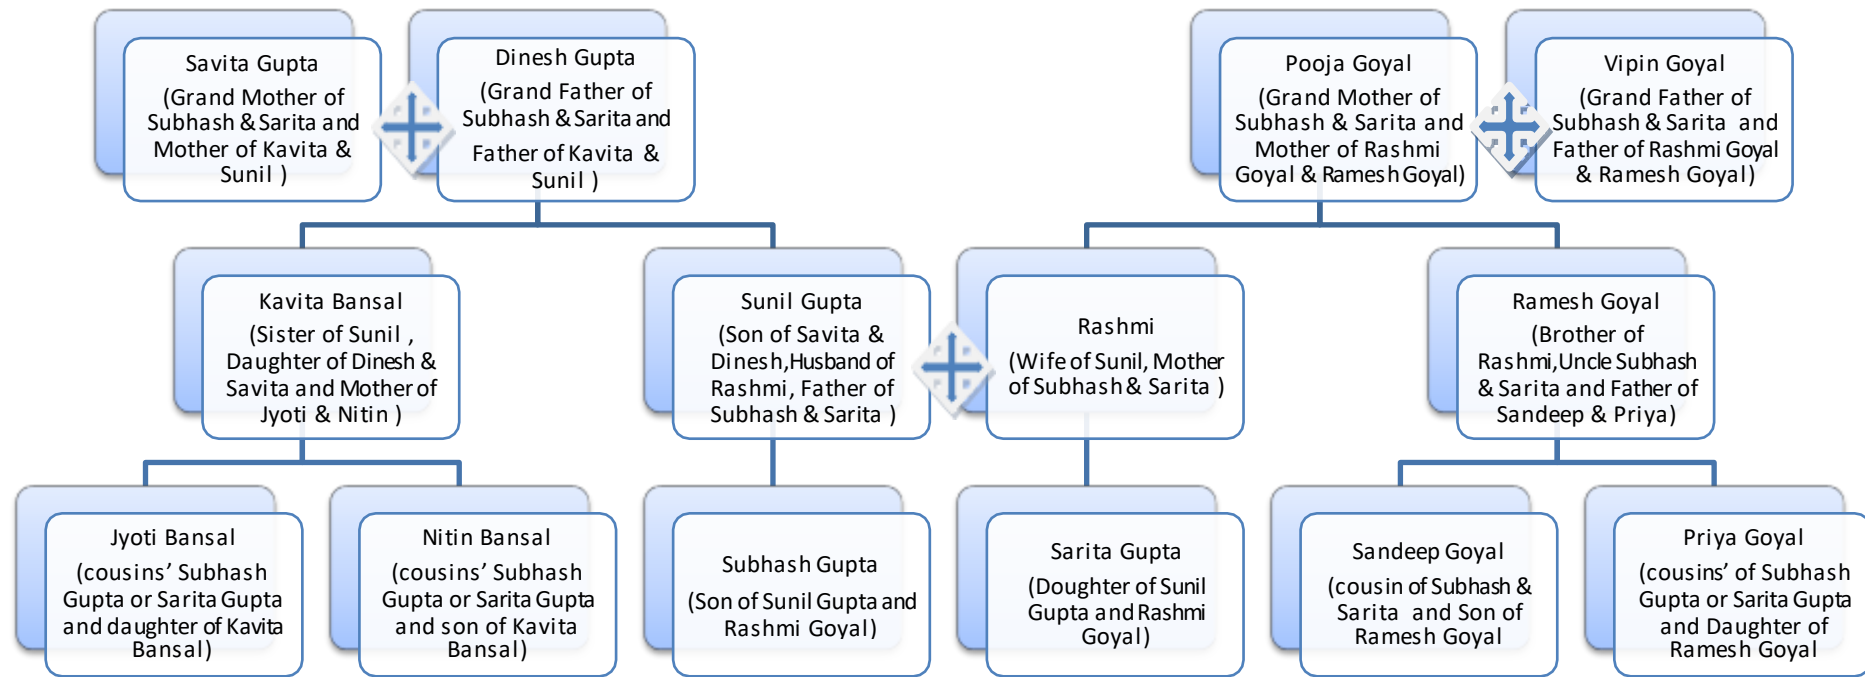 Savita Gupta
(Grand Mother of
Subhash & Sarita and
Mother of Kavita &
Sunil )
Dinesh Gupta
(Grand Father of
Subhash & Sarita and
Father of Kavita &
Sunil )
Pooja Goyal
(Grand Mother of
Subhash & Sarita and
Mother of Rashmi
Goyal & Ramesh Goyal)
Vipin Goyal
(Grand Father of
Subhash & Sarita and
Father of Rashmi Goyal
& Ramesh Goyal)
Kavita Bansal
(Sister of Sunil ,
Daughter of Dinesh &
Savita and Mother of
Jyoti & Nitin )
Sunil Gupta
(Son of Savita &
Dinesh,Husband of
Rashmi, Father of
Subhash & Sarita )
Rashmi
(Wife of Sunil, Mother
of Subhash & Sarita )
Ramesh Goyal
(Brother of
Rashmi,Uncle Subhash
& Sarita and Father of
Sandeep & Priya)
Jyoti Bansal
(cousins’ Subhash
Gupta or Sarita Gupta
and daughter of Kavita
Bansal)
Nitin Bansal
(cousins’ Subhash
Gupta or Sarita Gupta
and son of Kavita
Bansal)
Subhash Gupta
(Son of Sunil Gupta and
Rashmi Goyal)
Sarita Gupta
(Doughter of Sunil
Gupta and Rashmi
Goyal)
Sandeep Goyal
(cousin of Subhash &
Sarita and Son of
Ramesh Goyal
Priya Goyal
(cousins’ of Subhash
Gupta or Sarita Gupta
and Daughter of
Ramesh Goyal